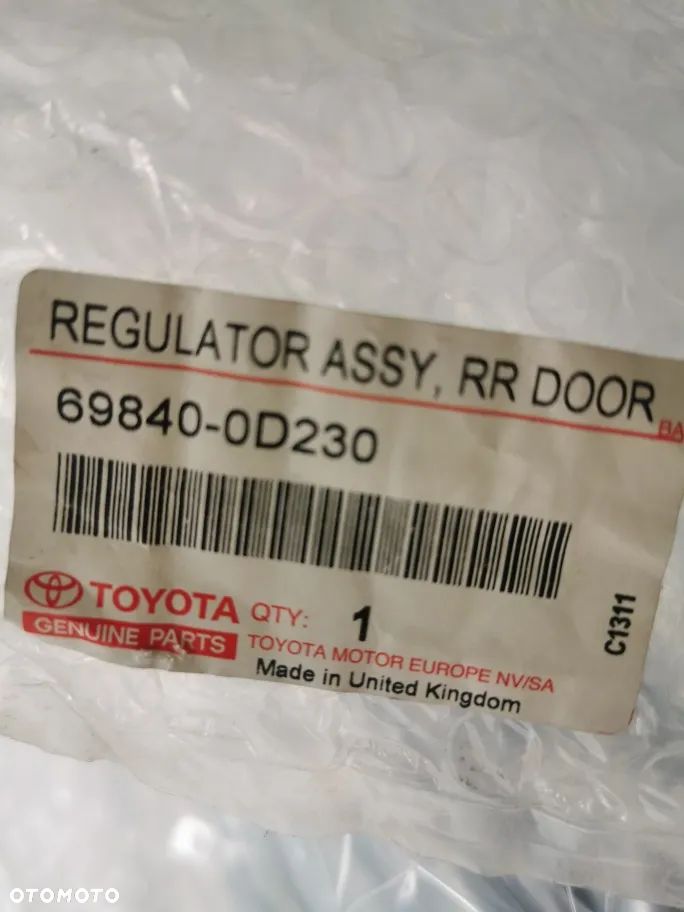 REGULATOR ASSY, RR DOOR
BA
69840-0D230
TOYOTA QTY: 1
GENUINE PARTS
TOYOTA MOTOR EUROPE NV/SA
Made in United Kingdom
C1311
OTOMOTO